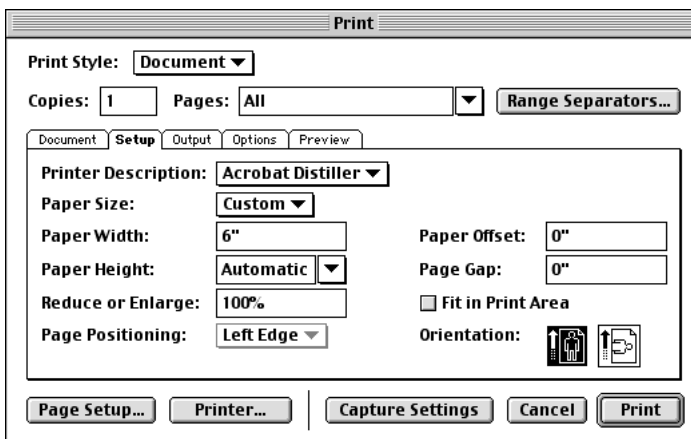 Print
Print Style: Document
Copies: 1 Pages: All Range Separators...
Document Setup Output Options Preview
Printer Description: Acrobat Distiller
Paper Size: Custom
Paper Width: 6" Paper Offset: 0"
Paper Height: Automatic Page Gap: 0"
Reduce or Enlarge: 100% Fit in Print Area
Page Positioning: Left Edge Orientation:
Page Setup... Printer... Capture Settings Cancel Print